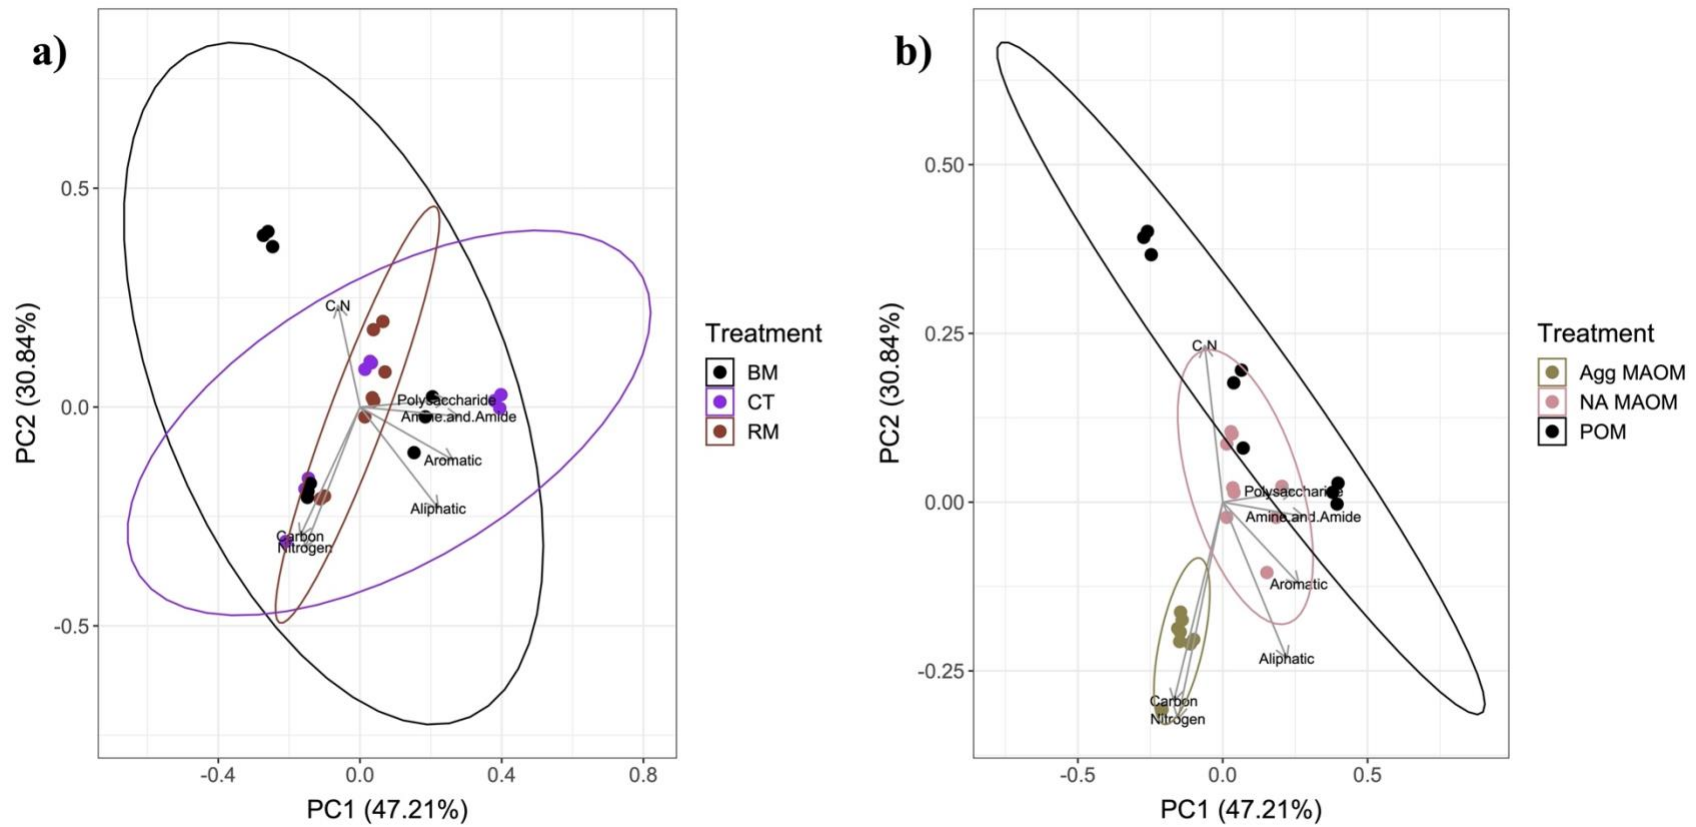 a)
PC2 (30.84%)
0.5
0.0
-0.5
C.N
Polysaccharide
Amine.and.Amide
Aromatic
Aliphatic
Carbon
Nitrogen
-0.4
0.0
0.4
0.8
PC1 (47.21%)
Treatment
BM
CT
RM
b)
PC2 (30.84%)
0.50
0.25
0.00
-0.25
C.N
Polysaccharide
Amine.and.Amide
Aromatic
Aliphatic
Carbon
Nitrogen
-0.5
0.0
0.5
PC1 (47.21%)
Treatment
Agg MAOM
NA MAOM
POM